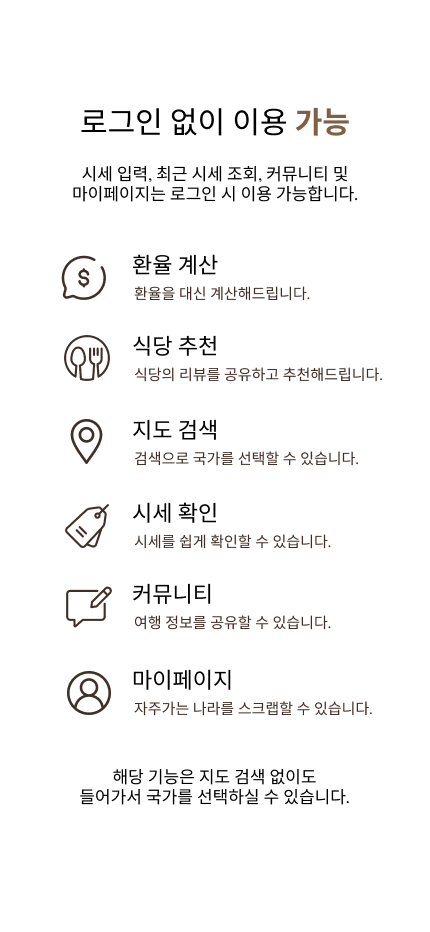 로그인 없이 이용 가능
시세 입력, 최근 시세 조회, 커뮤니티 및
마이페이지는 로그인 시 이용 가능합니다.
$
환율 계산
환율을 대신 계산해드립니다.
식당 추천
식당의 리뷰를 공유하고 추천해드립니다.
지도 검색
검색으로 국가를 선택할 수 있습니다.
시세 확인
시세를 쉽게 확인할 수 있습니다.
커뮤니티
여행 정보를 공유할 수 있습니다.
마이페이지
자주가는 나라를 스크랩할 수 있습니다.
해당 기능은 지도 검색 없이도
들어가서 국가를 선택하실 수 있습니다.